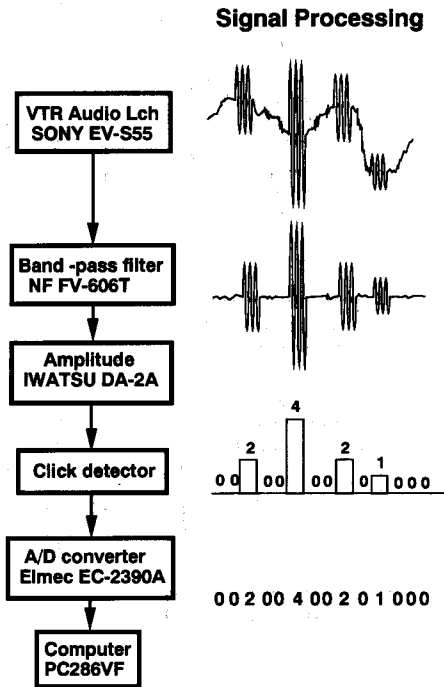 Signal Processing
VTR Audio Lch
SONY EV-S55
Band -pass filter
NF FV-606T
Amplitude
IWATSU DA-2A
4
2
2
1
0 0
0 0
0 0
0
0 0 0
Click detector
A/D converter
Elmec EC-2390A
0 0 2 0 0 4 0 0 2 0 1 0 0 0
Computer
PC286VF